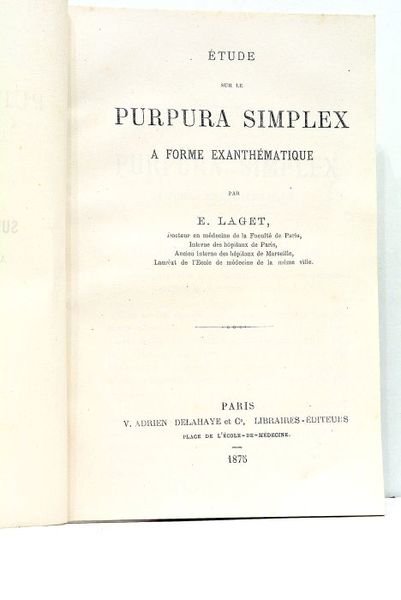 ÉTUDE
SUR LE
PURPURA SIMPLEX
A FORME EXANTHÉMATIQUE
PAR
E. LAGET,
Docteur en médecine de la Faculté de Paris,
Interne des hôpitaux de Paris,
Ancien interne des hôpitaux de Marseille,
Lauréat de l'Ecole de médecine de la même ville.
PARIS
V. ADRIEN DELAHAYE et Cⁱᵉ, LIBRAIRES-ÉDITEURS
PLACE DE L'ÉCOLE-DE-MÉDECINE.
1875